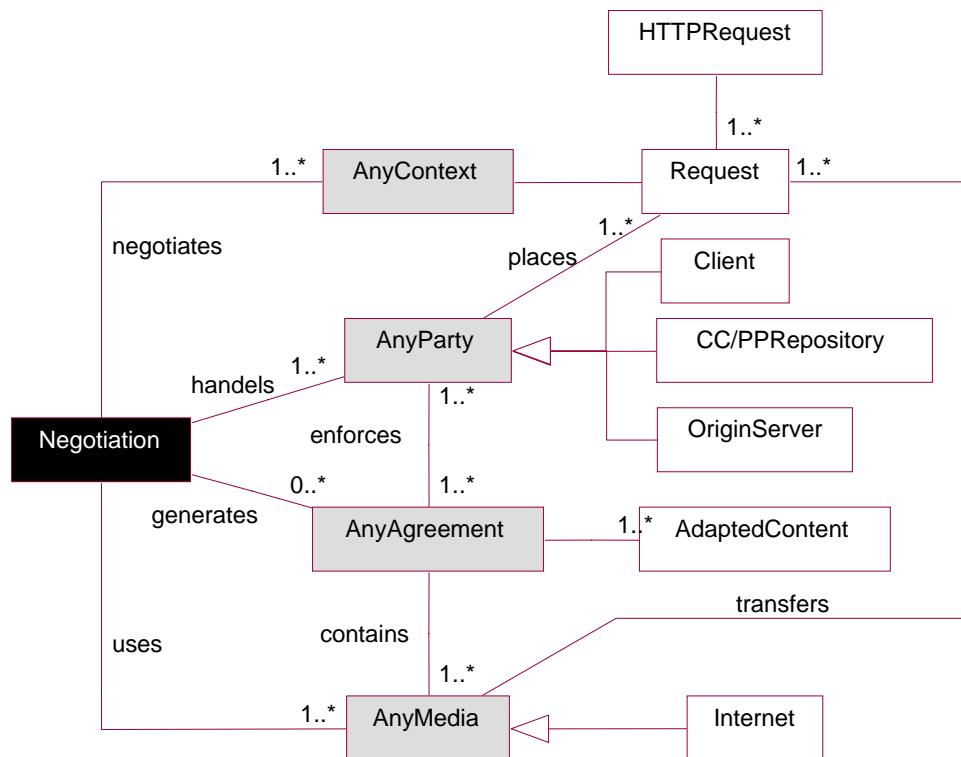 HTTPRequest
1..*
1..*
AnyContext
Request
1..*
negotiates
places
1..*
Client
AnyParty
CC/PPRepository
handels
1..*
1..*
Negotiation
enforces
OriginServer
generates
0..*
1..*
AnyAgreement
1..*
AdaptedContent
transfers
uses
contains
1..*
1..*
AnyMedia
Internet